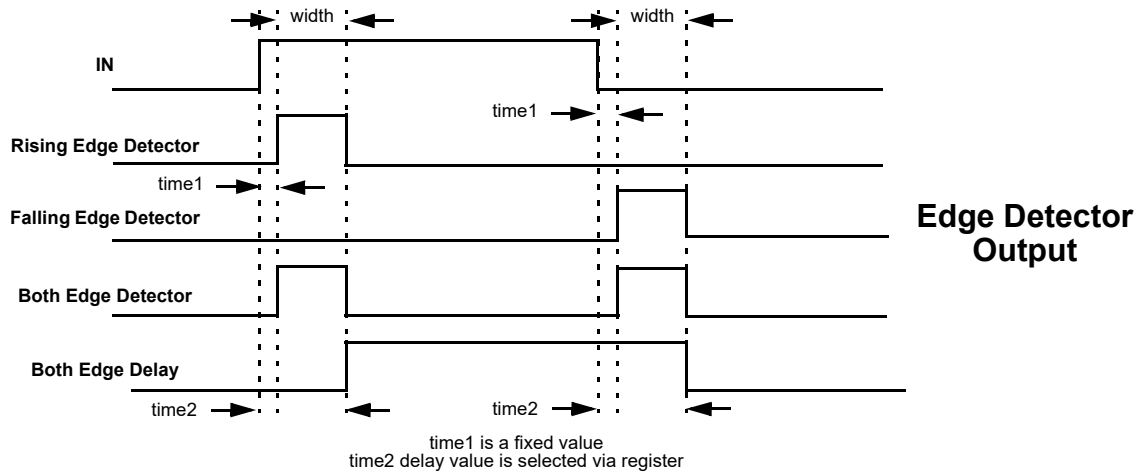 width
width
IN
time1
Rising Edge Detector
time1
Falling Edge Detector
Edge Detector
Output
Both Edge Detector
Both Edge Delay
time2
time2
time1 is a fixed value
time2 delay value is selected via register